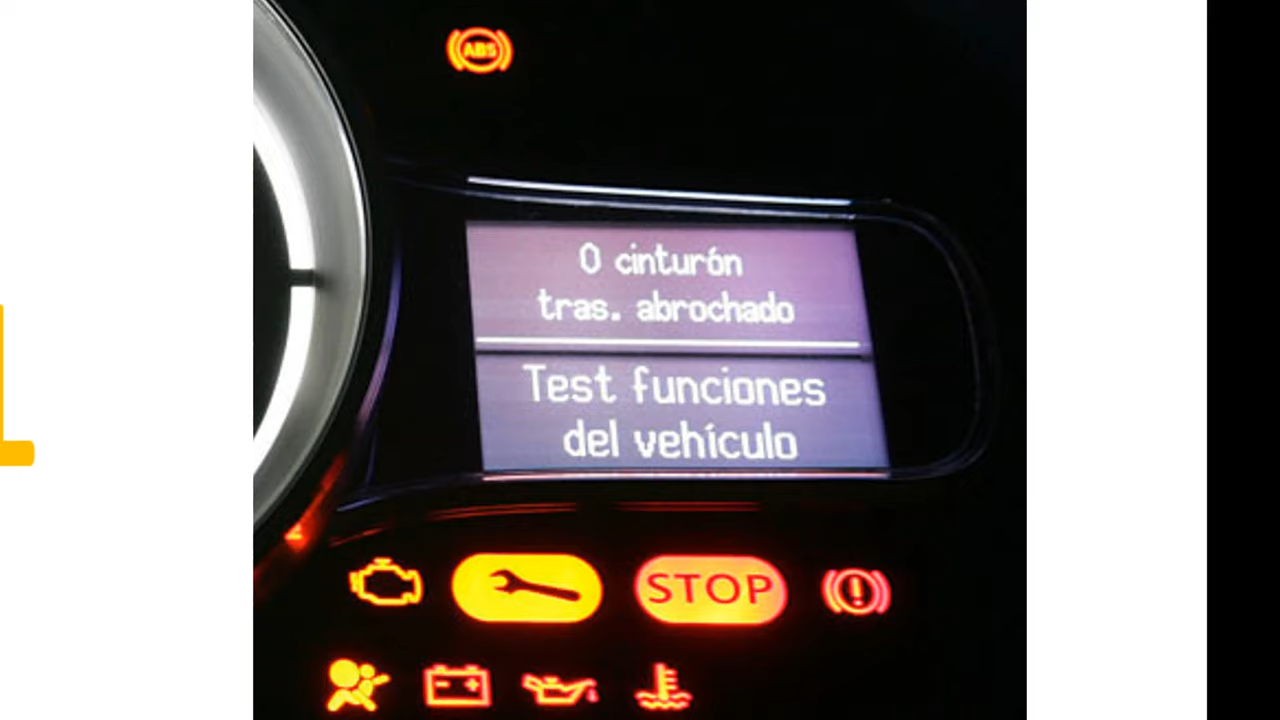 ABS
0 cinturón
tras. abrochado
Test funciones
del vehículo
STOP